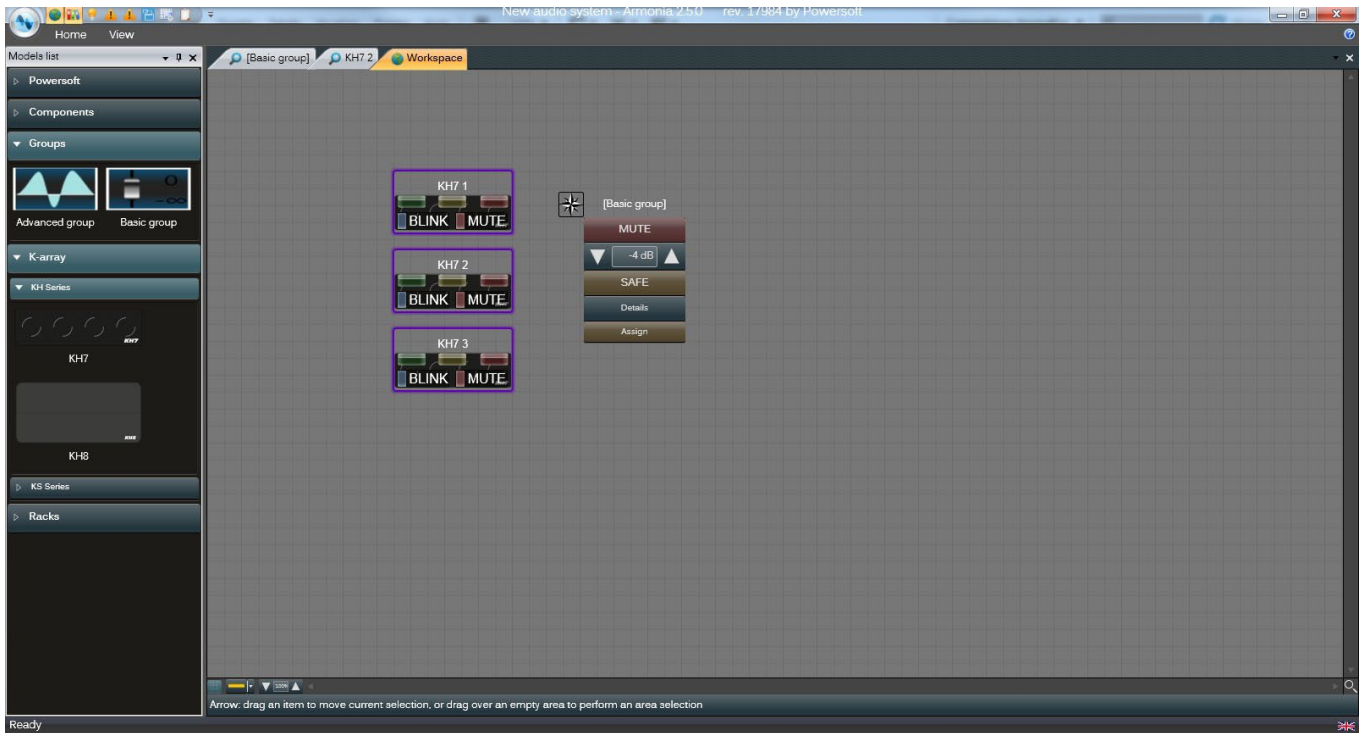 New audio system - Armonia 2.5.0 rev. 17984 by Powersoft
Home View
Models list
[Basic group] KH7 2 Workspace
Powersoft
Components
Groups
Advanced group Basic group
K-array
KH Series
KH7
KH7
KH8
KH8
KS Series
Racks
KH7 1
BLINK MUTE
KH7 2
BLINK MUTE
KH7 3
BLINK MUTE
[Basic group]
MUTE
-4 dB
SAFE
Details
Assign
100%
Arrow: drag an item to move current selection, or drag over an empty area to perform an area selection
Ready